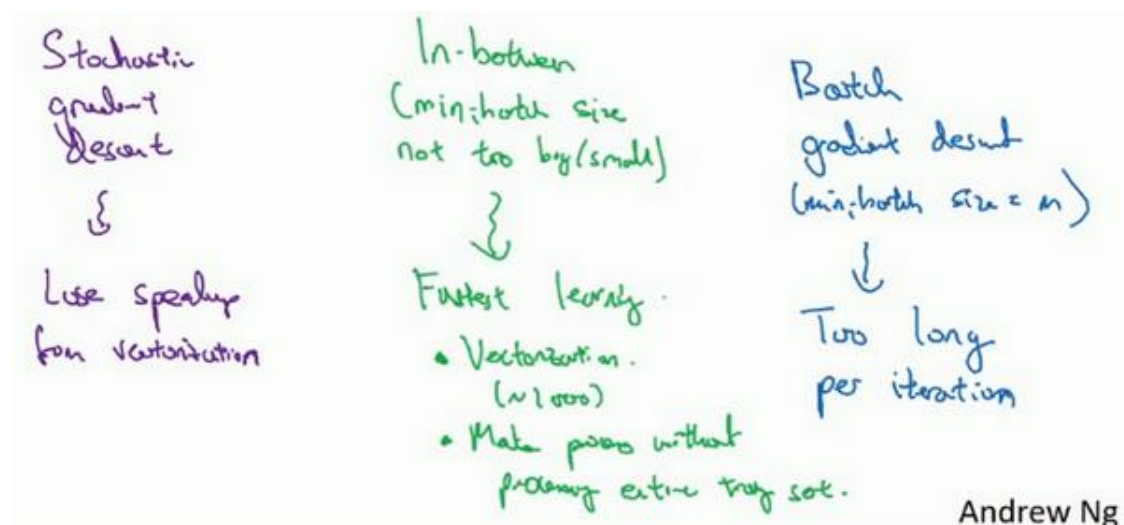 Stochastic
gradient
descent
Lose speedup
from vectorization
In-between
(mini-batch size
not too big/small)
Fastest learning.
• Vectorization.
(~1000)
• Make progress without
processing entire training set.
Batch
gradient descent
(mini-batch size = m)
Too long
per iteration
Andrew Ng